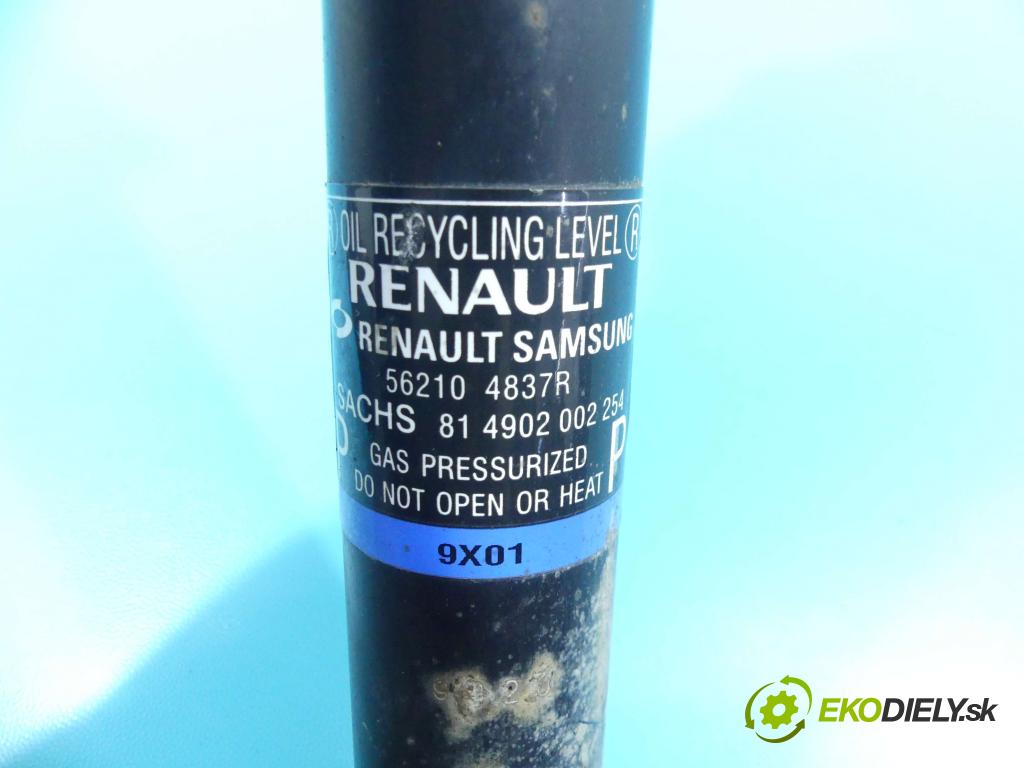 Ⓡ OIL RECYCLING LEVEL Ⓡ
RENAULT
RENAULT SAMSUNG
56210 4837R
SACHS 81 4902 002 254
GAS PRESSURIZED
DO NOT OPEN OR HEAT
P
9X01
EKODIELY.sk